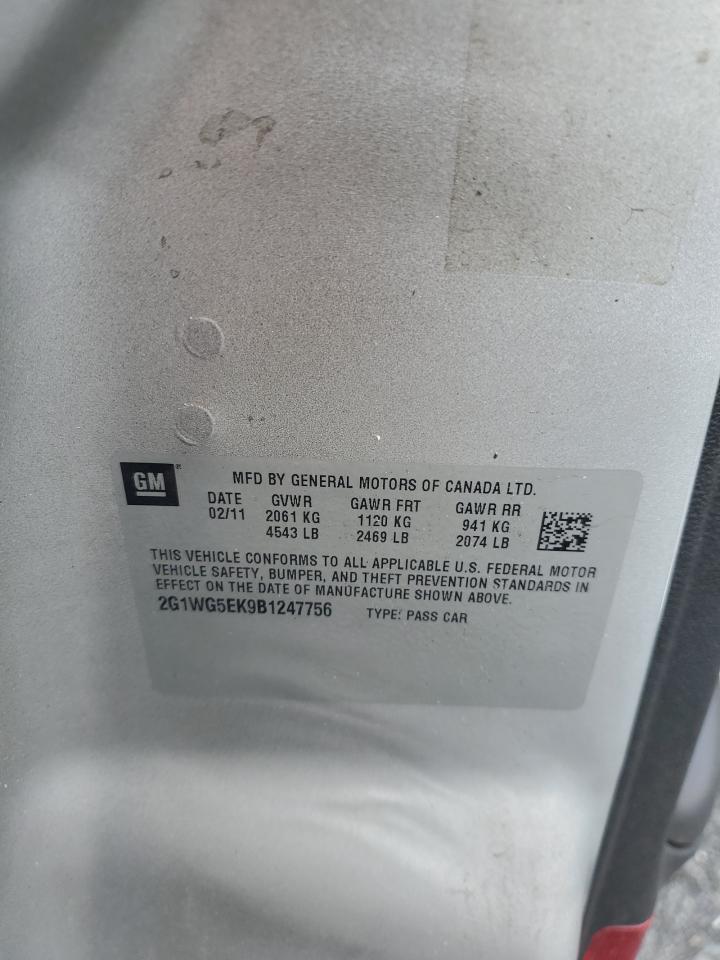 GM
MFD BY GENERAL MOTORS OF CANADA LTD.
DATE GVWR GAWR FRT GAWR RR
02/11 2061 KG 1120 KG 941 KG
4543 LB 2469 LB 2074 LB
THIS VEHICLE CONFORMS TO ALL APPLICABLE U.S. FEDERAL MOTOR
VEHICLE SAFETY, BUMPER, AND THEFT PREVENTION STANDARDS IN
EFFECT ON THE DATE OF MANUFACTURE SHOWN ABOVE.
2G1WG5EK9B1247756 TYPE: PASS CAR